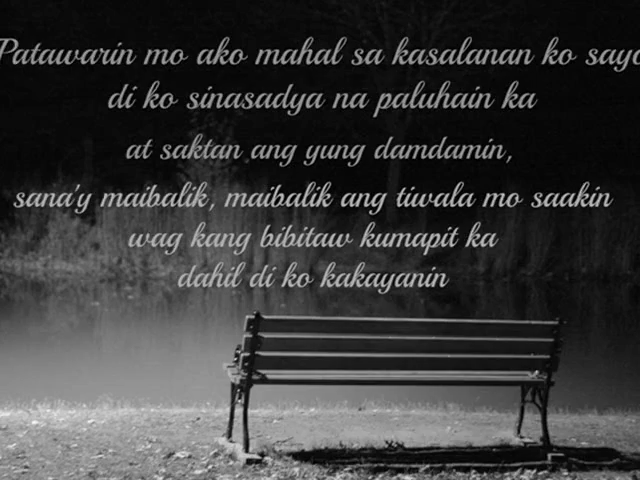 Patawarin mo ako mahal sa kasalanan ko sayo
di ko sinasadya na paluhain ka
at saktan ang yung damdamin,
sana'y maibalik, maibalik ang tiwala mo saakin
wag kang bibitaw kumapit ka
dahil di ko kakayanin